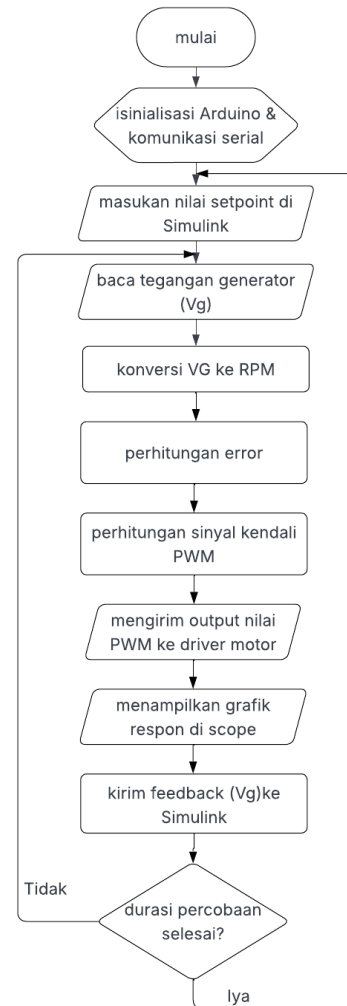 mulai
isinialisasi Arduino &
komunikasi serial
masukan nilai setpoint di
Simulink
baca tegangan generator
(Vg)
konversi VG ke RPM
perhitungan error
perhitungan sinyal kendali
PWM
mengirim output nilai
PWM ke driver motor
menampilkan grafik
respon di scope
kirim feedback (Vg)ke
Simulink
Tidak
durasi percobaan
selesai?
Iya